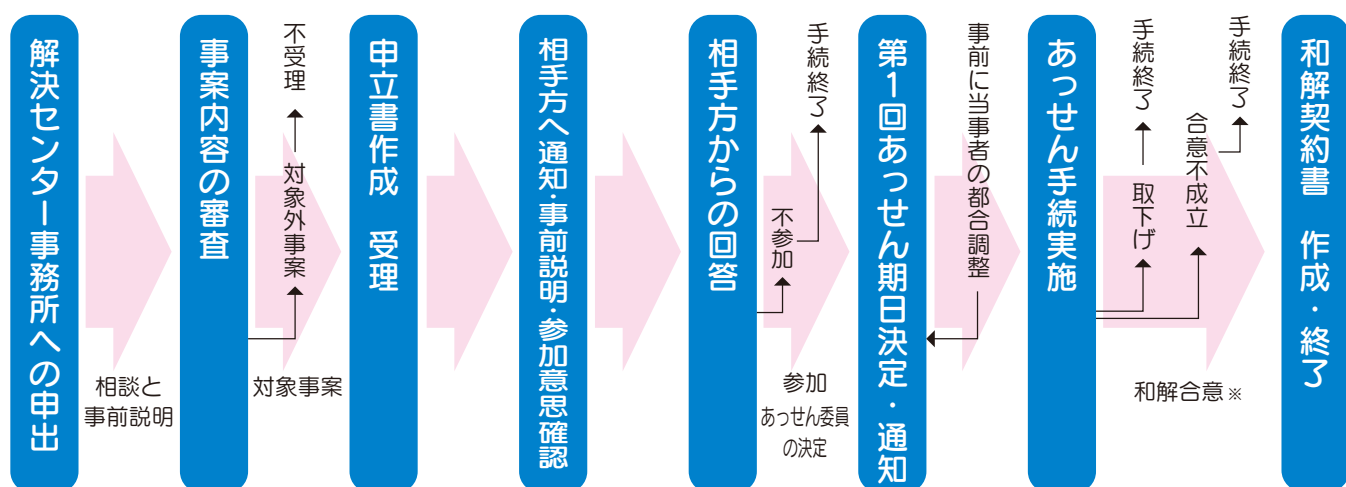 解決センター事務所への申出
相談と
事前説明
事案内容の審査
対象外事案
不受理
対象事案
申立書作成　受理
相手方へ通知・事前説明・参加意思確認
相手方からの回答
不参加
手続終了
参加
あっせん委員
の決定
第1回あっせん期日決定・通知
事前に当事者の都合調整
あっせん手続実施
取下げ
手続終了
合意不成立
手続終了
和解合意※
和解契約書　作成・終了